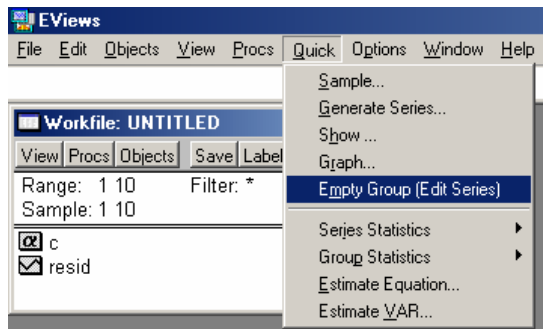 EViews
File Edit Objects View Procs Quick Options Window Help
Sample...
Generate Series...
Show ...
Graph...
Empty Group (Edit Series)
Series Statistics
Group Statistics
Estimate Equation...
Estimate VAR...
Workfile: UNTITLED
View Procs Objects Save Label
Range: 1 10 Filter: *
Sample: 1 10
α c
resid